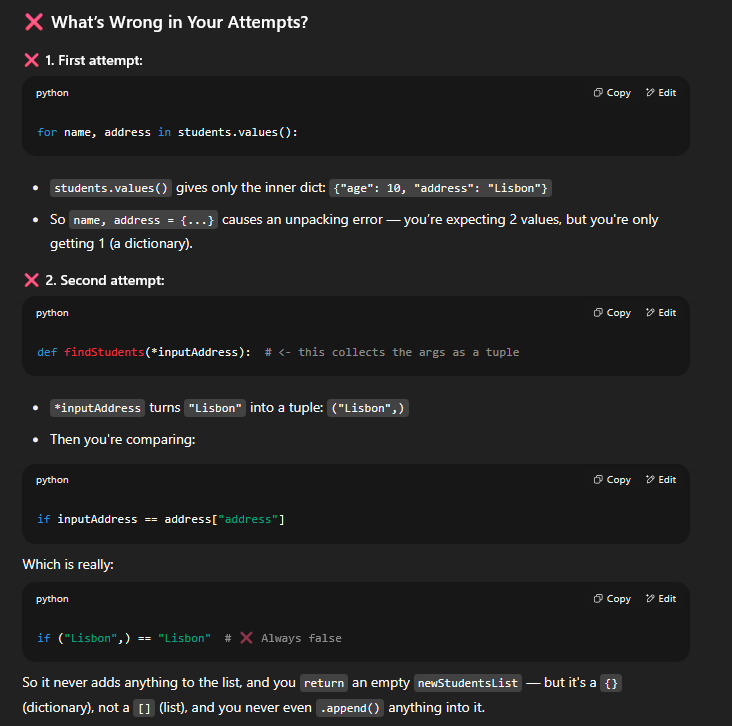 ❌ What's Wrong in Your Attempts?
❌ 1. First attempt:
python Copy Edit
for name, address in students.values():
• students.values() gives only the inner dict: {"age": 10, "address": "Lisbon"}
• So name, address = {...} causes an unpacking error — you're expecting 2 values, but you're only
getting 1 (a dictionary).
❌ 2. Second attempt:
python Copy Edit
def findStudents(*inputAddress):  # <- this collects the args as a tuple
• *inputAddress turns "Lisbon" into a tuple: ("Lisbon",)
• Then you're comparing:
python Copy Edit
if inputAddress == address["address"]
Which is really:
python Copy Edit
if ("Lisbon",) == "Lisbon"  # ❌ Always false
So it never adds anything to the list, and you return an empty newStudentsList — but it's a {}
(dictionary), not a [] (list), and you never even .append() anything into it.